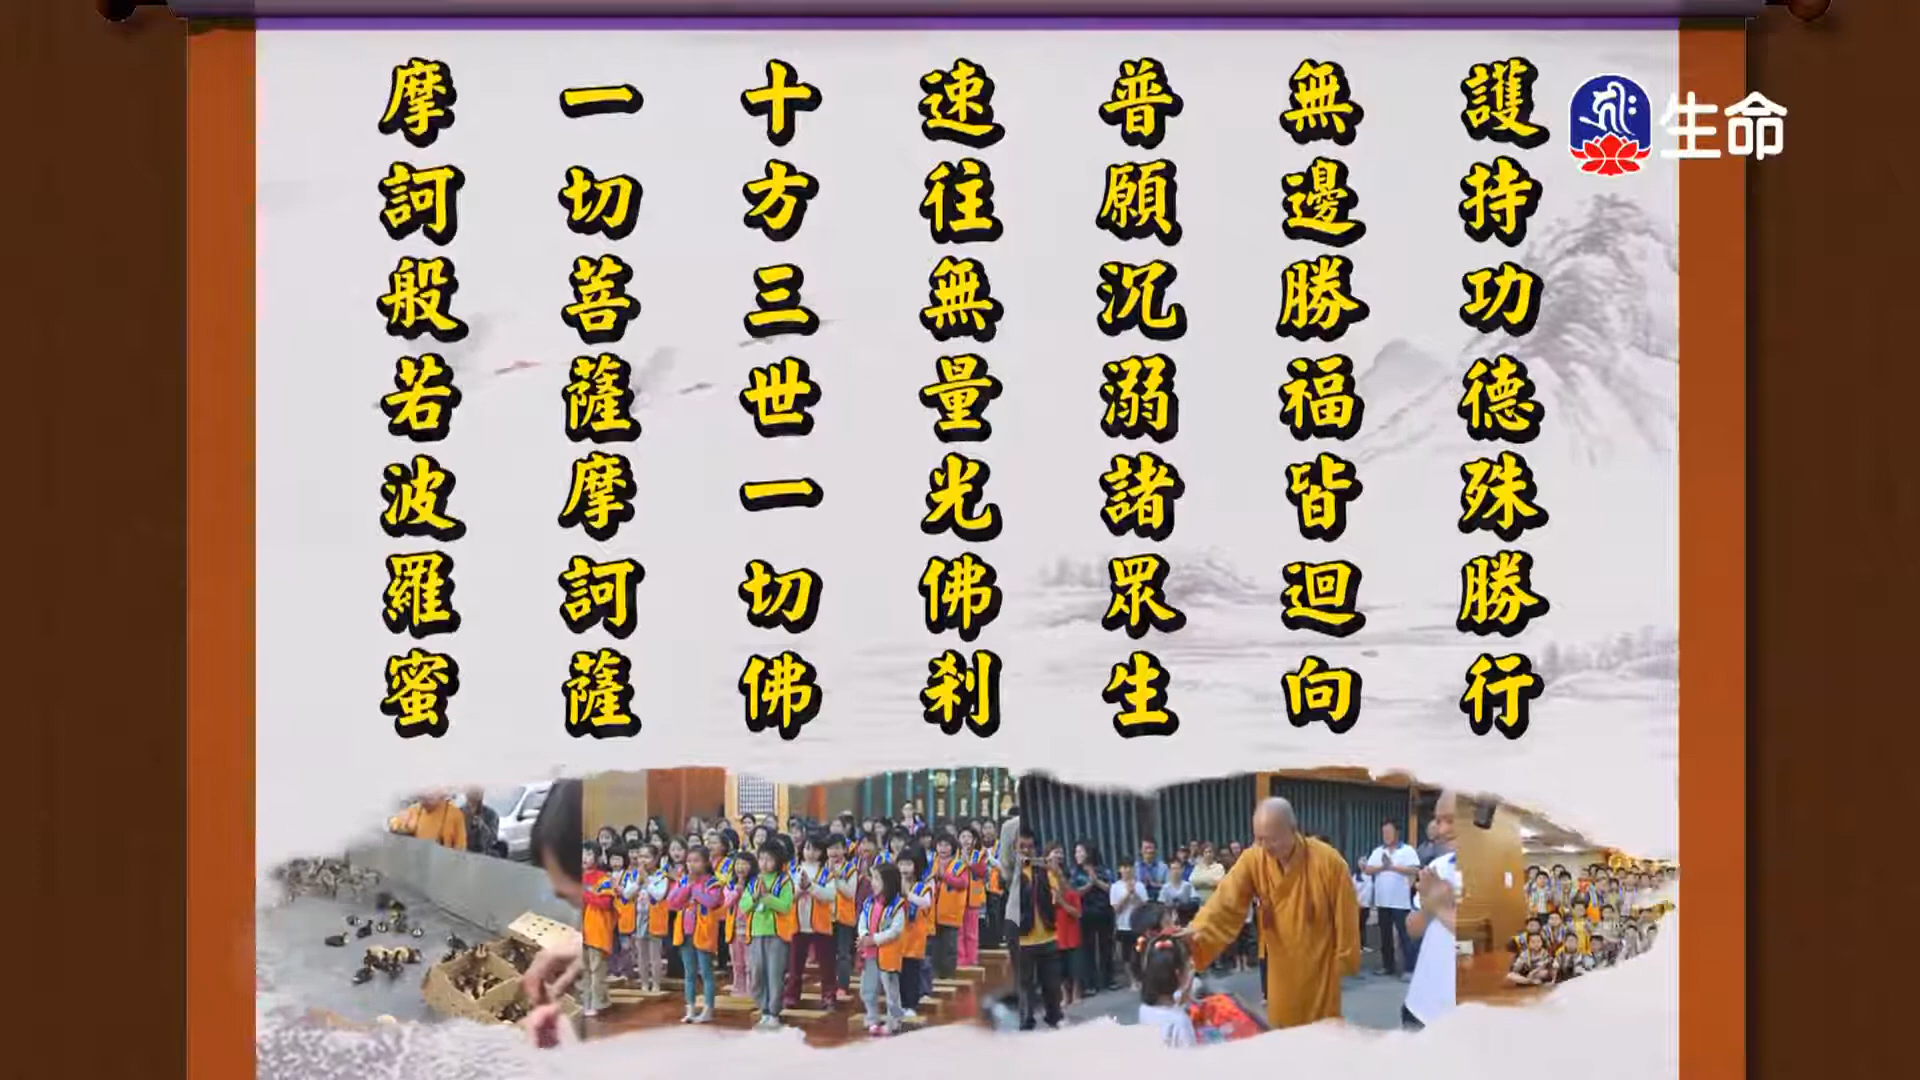 護持功德殊勝行
無邊勝福皆迴向
普願沉溺諸眾生
速往無量光佛剎
十方三世一切佛
一切菩薩摩訶薩
摩訶般若波羅蜜
生命